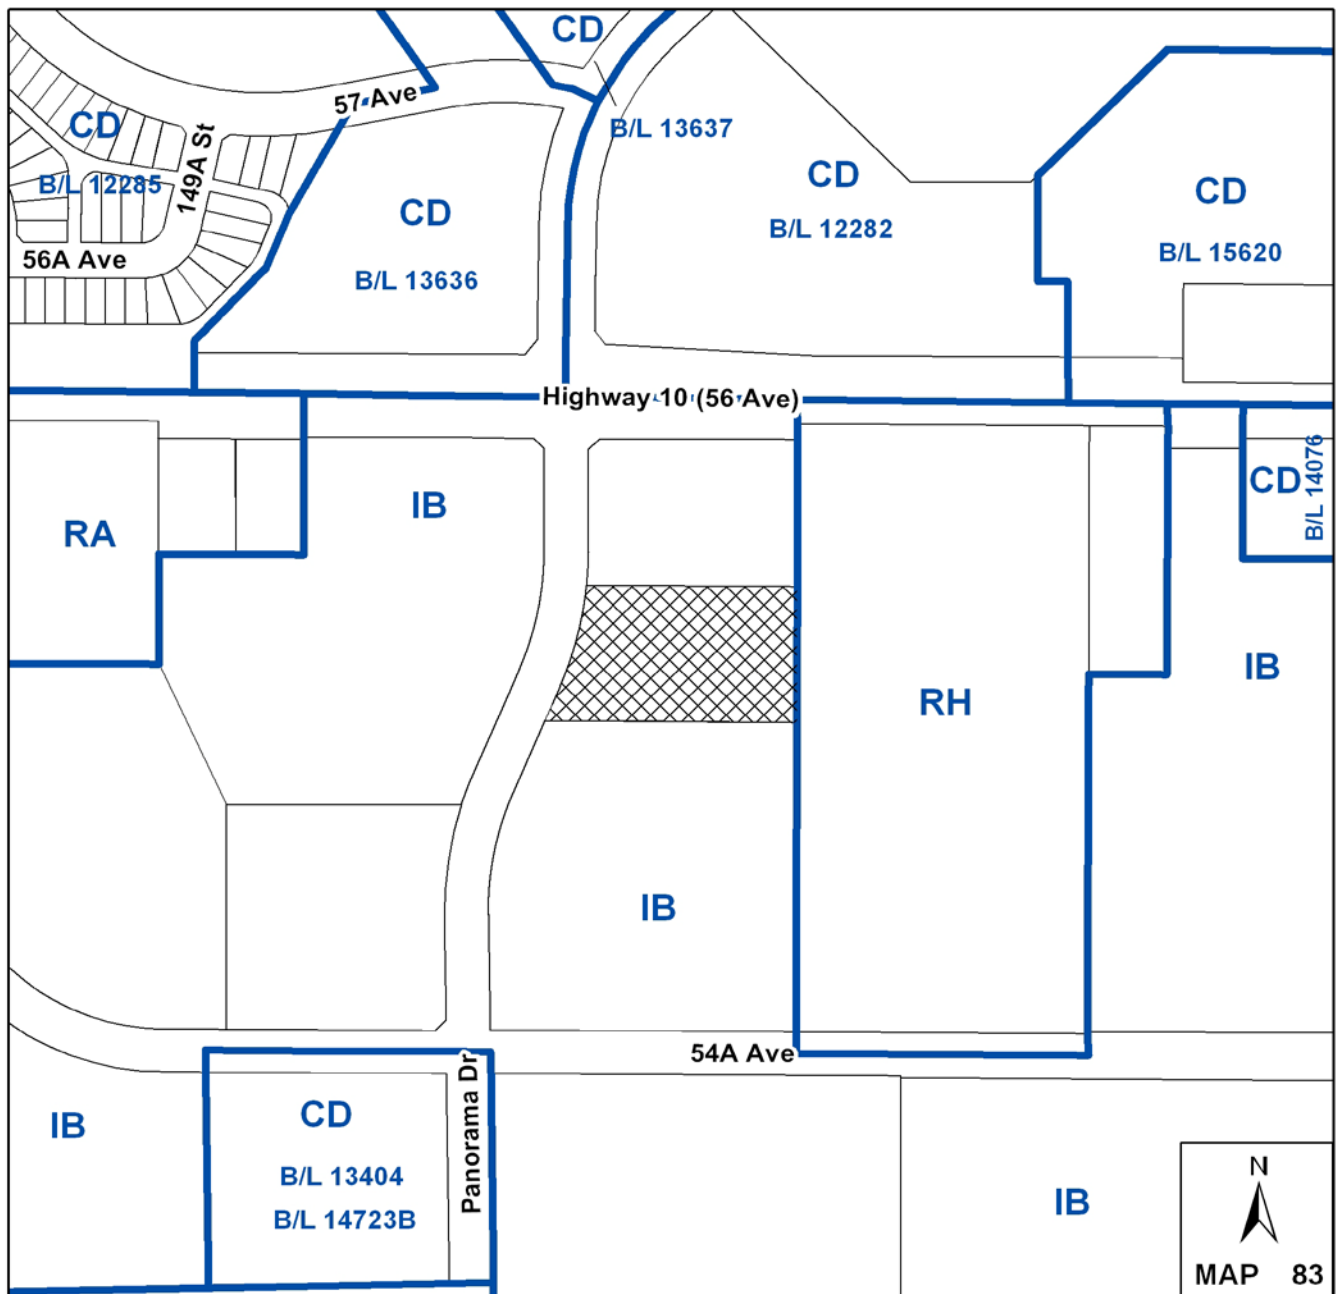 CD
57 Ave
CD
149A St
B/L 13637
B/L 12285
CD
CD
B/L 12282
CD
B/L 15620
56A Ave
B/L 13636
Highway 10 (56 Ave)
RA
IB
CD
B/L 14076
IB
RH
IB
54A Ave
Panorama Dr
IB
CD
B/L 13404
B/L 14723B
IB
N
MAP 83